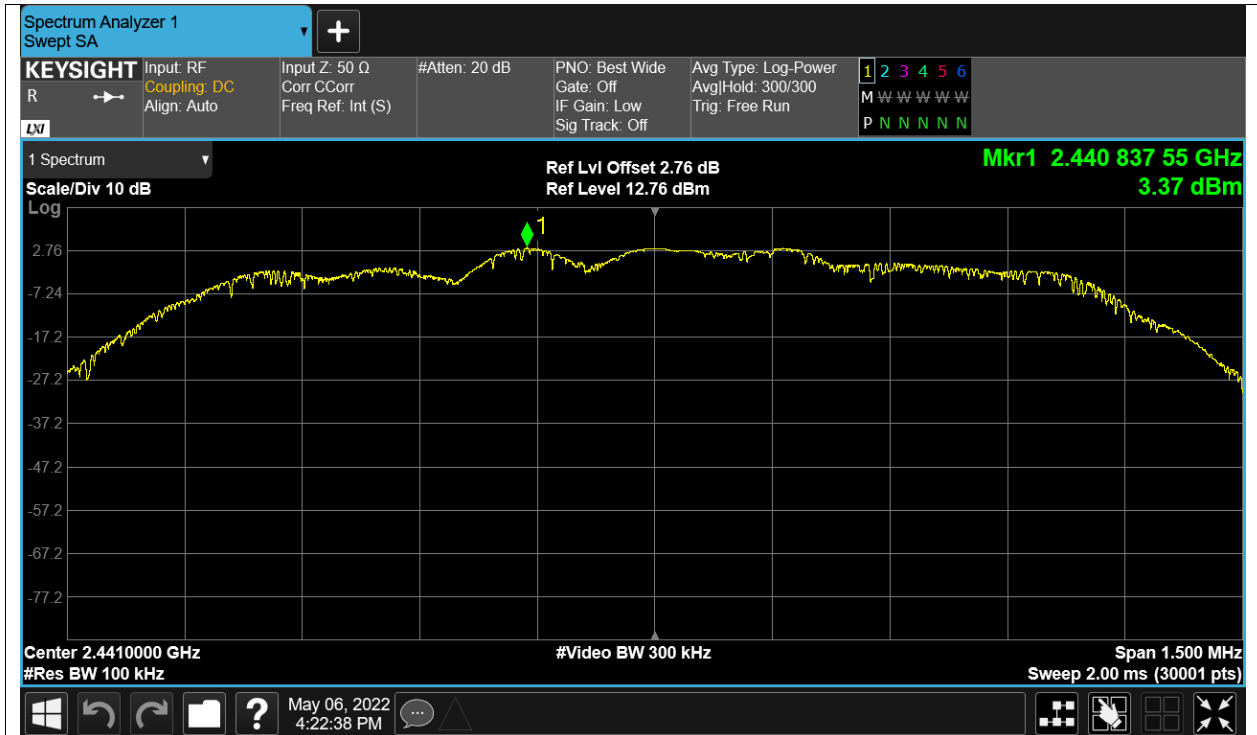 Spectrum Analyzer 1
Swept SA
▼
+
KEYSIGHT
R
LXI
Input: RF
Coupling: DC
Align: Auto
Input Z: 50 Ω
Corr CCorr
Freq Ref: Int (S)
#Atten: 20 dB
PNO: Best Wide
Gate: Off
IF Gain: Low
Sig Track: Off
Avg Type: Log-Power
Avg|Hold: 300/300
Trig: Free Run
1 2 3 4 5 6
M W W W W W
P N N N N N
1 Spectrum ▼
Scale/Div 10 dB
Log
Ref Lvl Offset 2.76 dB
Ref Level 12.76 dBm
Mkr1 2.440 837 55 GHz
3.37 dBm
1
2.76
-7.24
-17.2
-27.2
-37.2
-47.2
-57.2
-67.2
-77.2
Center 2.4410000 GHz
#Res BW 100 kHz
#Video BW 300 kHz
Span 1.500 MHz
Sweep 2.00 ms (30001 pts)
?
May 06, 2022
4:22:38 PM